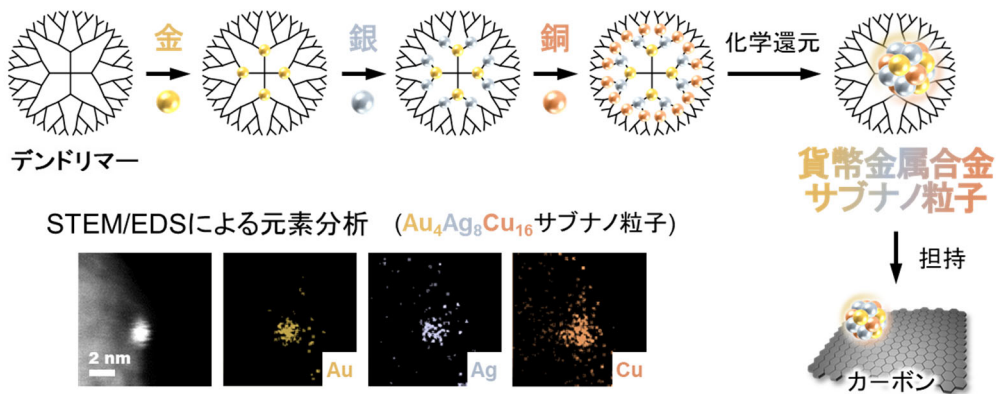 金
銀
銅
化学還元
デンドリマー
貨幣金属合金
サブナノ粒子
STEM/EDSによる元素分析 (Au₄Ag₈Cu₁₆サブナノ粒子)
担持
2 nm
Au
Ag
Cu
カーボン